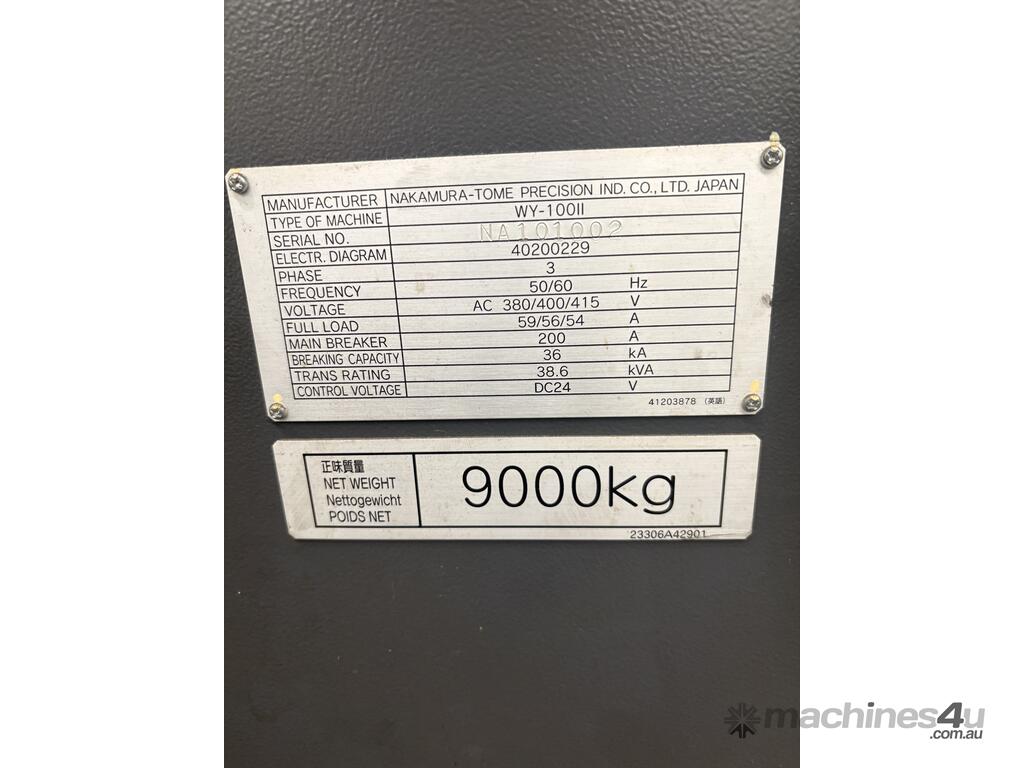 MANUFACTURER NAKAMURA-TOME PRECISION IND. CO., LTD. JAPAN
TYPE OF MACHINE WY-100II
SERIAL NO. NA101002
ELECTR. DIAGRAM 40200229
PHASE 3
FREQUENCY 50/60 Hz
VOLTAGE AC 380/400/415 V
FULL LOAD 59/56/54 A
MAIN BREAKER 200 A
BREAKING CAPACITY 36 kA
TRANS RATING 38.6 kVA
CONTROL VOLTAGE DC24 V
41203878 (英語)
正味質量
NET WEIGHT
Nettogewicht
POIDS NET
9000kg
23306A42901
machines4u
.com.au